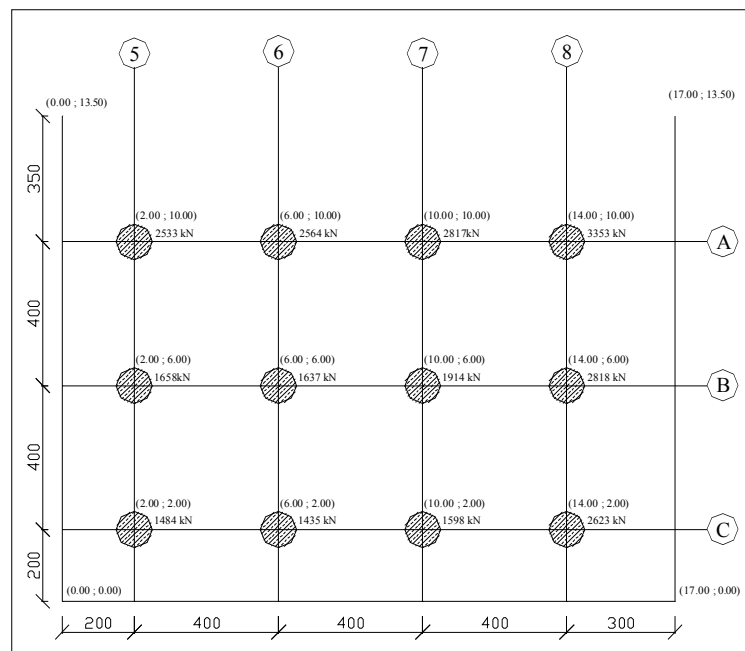 5 6 7 8
(0.00 ; 13.50) (17.00 ; 13.50)
350
(2.00 ; 10.00) (6.00 ; 10.00) (10.00 ; 10.00) (14.00 ; 10.00)
2533 kN 2564 kN 2817kN 3353 kN
A
400
(2.00 ; 6.00) (6.00 ; 6.00) (10.00 ; 6.00) (14.00 ; 6.00)
1658kN 1637 kN 1914 kN 2818 kN
B
400
(2.00 ; 2.00) (6.00 ; 2.00) (10.00 ; 2.00) (14.00 ; 2.00)
1484 kN 1435 kN 1598 kN 2623 kN
C
200
(0.00 ; 0.00) (17.00 ; 0.00)
200 400 400 400 300